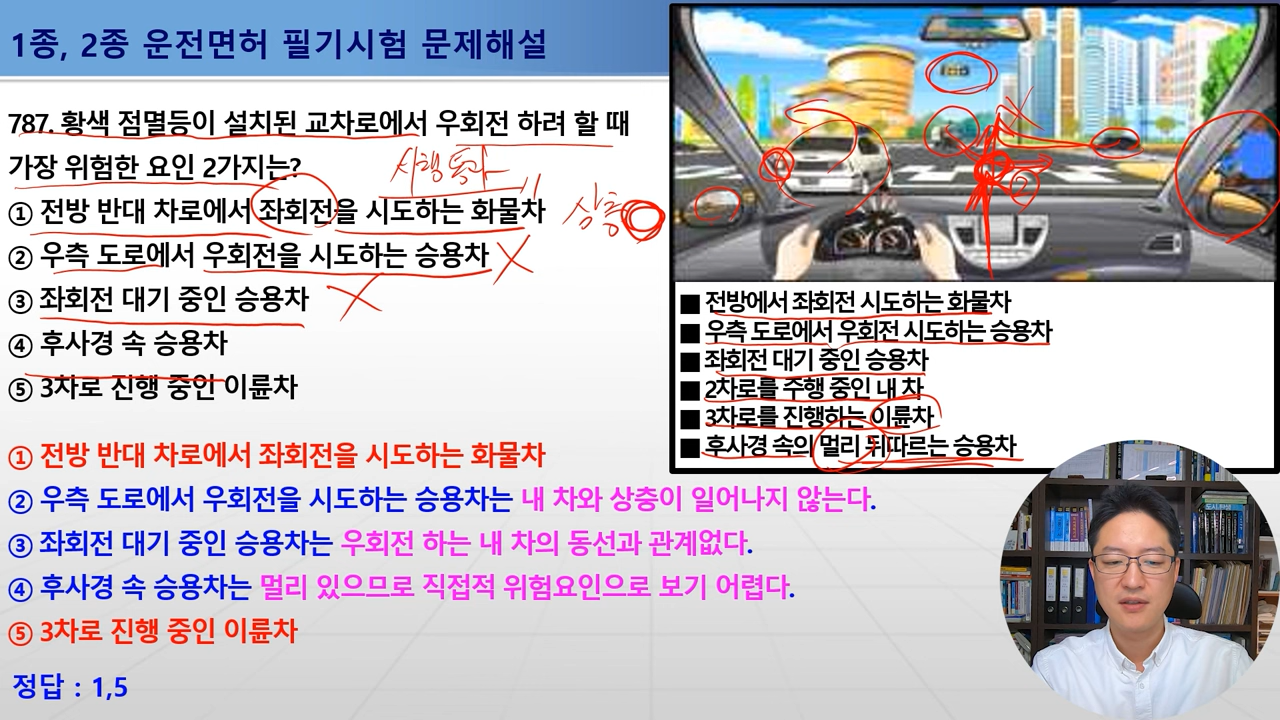 1종, 2종 운전면허 필기시험 문제해설
787. 황색 점멸등이 설치된 교차로에서 우회전 하려 할 때
가장 위험한 요인 2가지는?
서행 통과
① 전방 반대 차로에서 좌회전을 시도하는 화물차
상충
② 우측 도로에서 우회전을 시도하는 승용차
③ 좌회전 대기 중인 승용차
④ 후사경 속 승용차
⑤ 3차로 진행 중인 이륜차
① 전방 반대 차로에서 좌회전을 시도하는 화물차
② 우측 도로에서 우회전을 시도하는 승용차는 내 차와 상충이 일어나지 않는다.
③ 좌회전 대기 중인 승용차는 우회전 하는 내 차의 동선과 관계없다.
④ 후사경 속 승용차는 멀리 있으므로 직접적 위험요인으로 보기 어렵다.
⑤ 3차로 진행 중인 이륜차
정답 : 1,5
■ 전방에서 좌회전 시도하는 화물차
■ 우측 도로에서 우회전 시도하는 승용차
■ 좌회전 대기 중인 승용차
■ 2차로를 주행 중인 내 차
■ 3차로를 진행하는 이륜차
■ 후사경 속의 멀리 뒤따르는 승용차